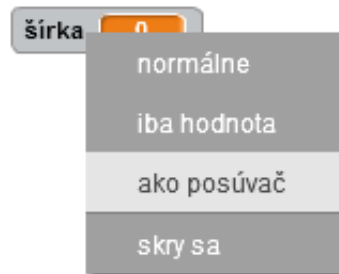 šírka 0
normálne
iba hodnota
ako posúvač
skry sa